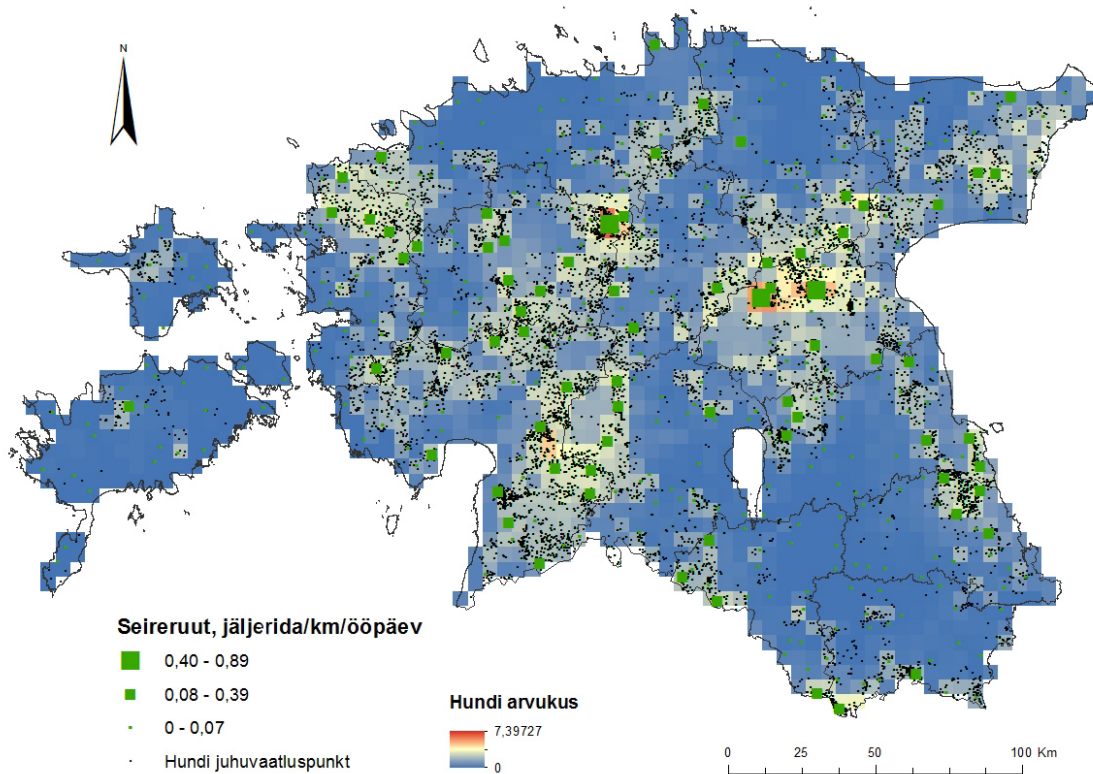 N
Seireruut, jäljerida/km/ööpäev
0,40 - 0,89
0,08 - 0,39
0 - 0,07
Hundi juhuvaatluspunkt
Hundi arvukus
7,39727
0
0 25 50 100 Km